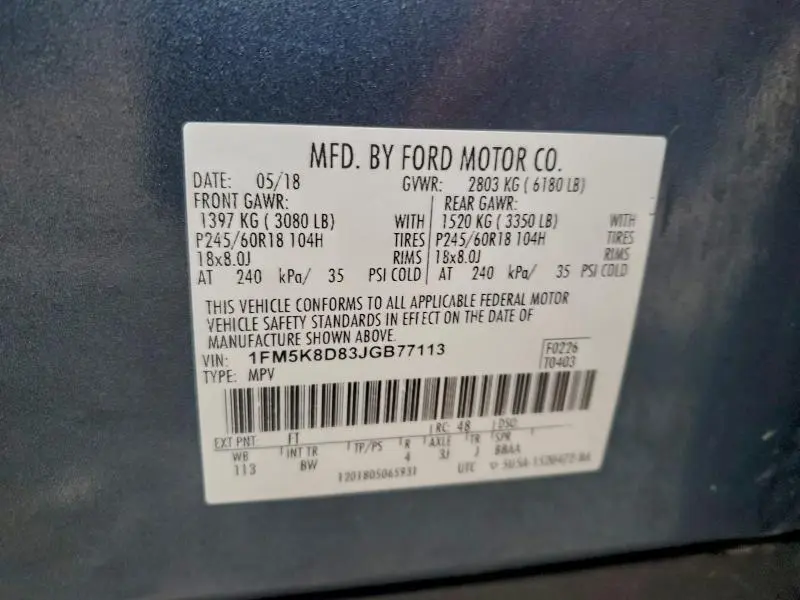 MFD. BY FORD MOTOR CO.
DATE: 05/18 GVWR: 2803 KG ( 6180 LB)
FRONT GAWR: REAR GAWR:
1397 KG ( 3080 LB) WITH 1520 KG ( 3350 LB) WITH
P245/60R18 104H TIRES P245/60R18 104H TIRES
18x8.0J RIMS 18x8.0J RIMS
AT 240 kPa/ 35 PSI COLD AT 240 kPa/ 35 PSI COLD
THIS VEHICLE CONFORMS TO ALL APPLICABLE FEDERAL MOTOR
VEHICLE SAFETY STANDARDS IN EFFECT ON THE DATE OF
MANUFACTURE SHOWN ABOVE.
VIN: 1FM5K8D83JGB77113 F0226
TYPE: MPV T0403
EXT PNT: FT RC: 48 DSO:
WB INT TR TP/PS R AXLE TR SPR
113 BW 4 3J J BBAA
1201805065931 UTC